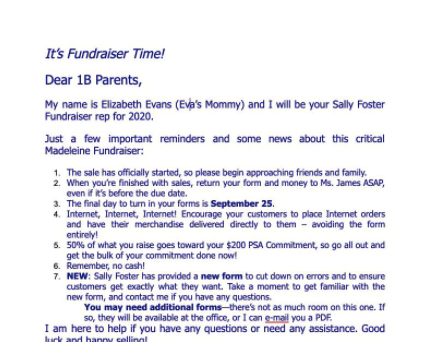 It's Fundraiser Time!
Dear 1B Parents,
My name is Elizabeth Evans (Eva's Mommy) and I will be your Sally Foster
Fundraiser rep for 2020.
Just a few important reminders and some news about this critical
Madeleine Fundraiser:
1. The sale has officially started, so please begin approaching friends and family.
2. When you're finished with sales, return your form and money to Ms. James ASAP,
even if it's before the due date.
3. The final day to turn in your forms is September 25.
4. Internet, Internet, Internet! Encourage your customers to place Internet orders
and have their merchandise delivered directly to them – avoiding the form
entirely!
5. 50% of what you raise goes toward your $200 PSA Commitment, so go all out and
get the bulk of your commitment done now!
6. Remember, no cash!
7. NEW: Sally Foster has provided a new form to cut down on errors and to ensure
customers get exactly what they want. Take a moment to get familiar with the
new form, and contact me if you have any questions.
You may need additional forms—there's not as much room on this one. If
so, they will be available at the office, or I can e-mail you a PDF.
I am here to help if you have any questions or need any assistance. Good
luck and happy selling!